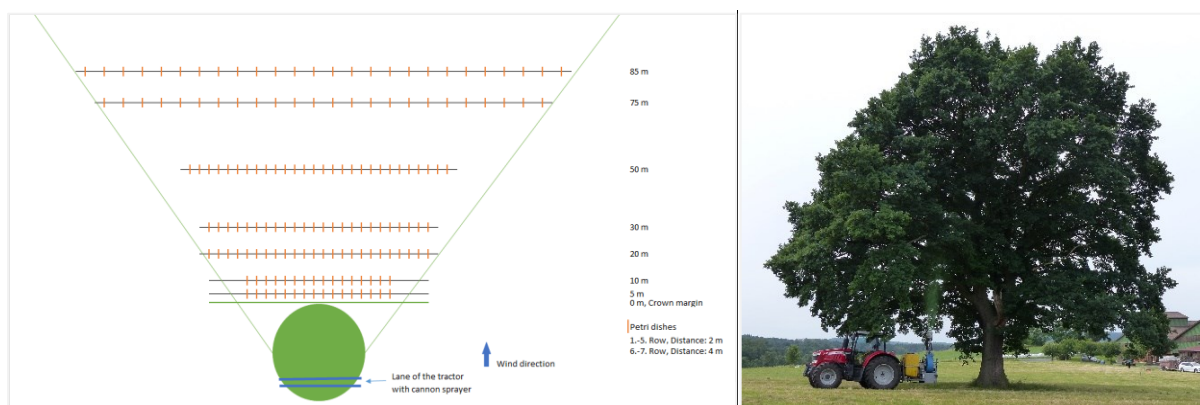 85 m
75 m
50 m
30 m
20 m
10 m
5 m
0 m, Crown margin
Petri dishes
1.-5. Row, Distance: 2 m
6.-7. Row, Distance: 4 m
Wind direction
Lane of the tractor
with cannon sprayer